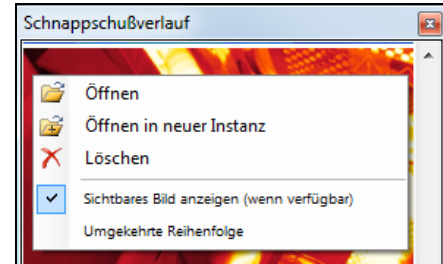 Schnappschußverlauf
Öffnen
Öffnen in neuer Instanz
Löschen
Sichtbares Bild anzeigen (wenn verfügbar)
Umgekehrte Reihenfolge